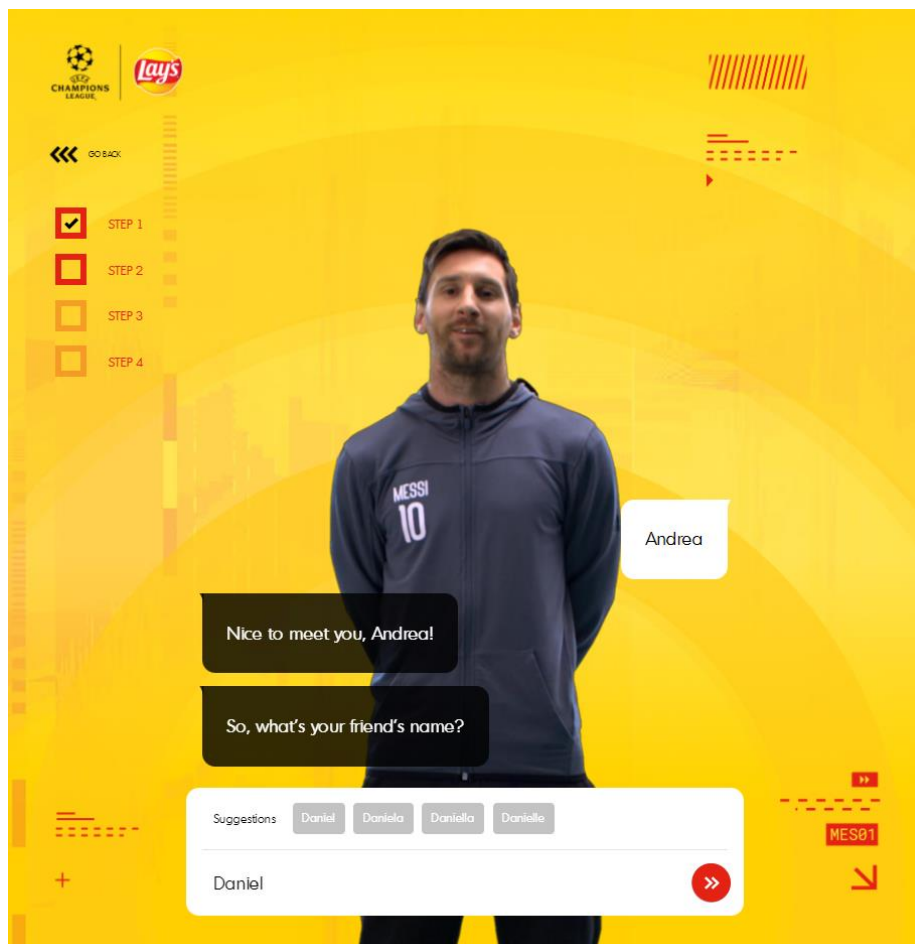 UEFA
CHAMPIONS
LEAGUE
Lay's
GO BACK
STEP 1
STEP 2
STEP 3
STEP 4
MESSI
10
Andrea
Nice to meet you, Andrea!
So, what's your friend's name?
Suggestions Daniel Daniela Daniella Danielle
Daniel
MES01